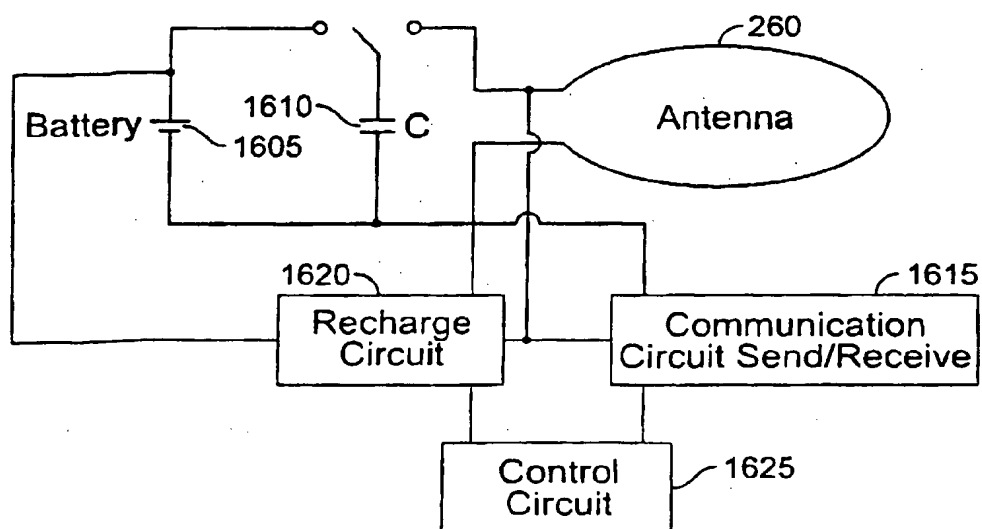 260
Antenna
Battery
1605
1610
C
1620
1615
Recharge
Circuit
Communication
Circuit Send/Receive
Control
Circuit
1625